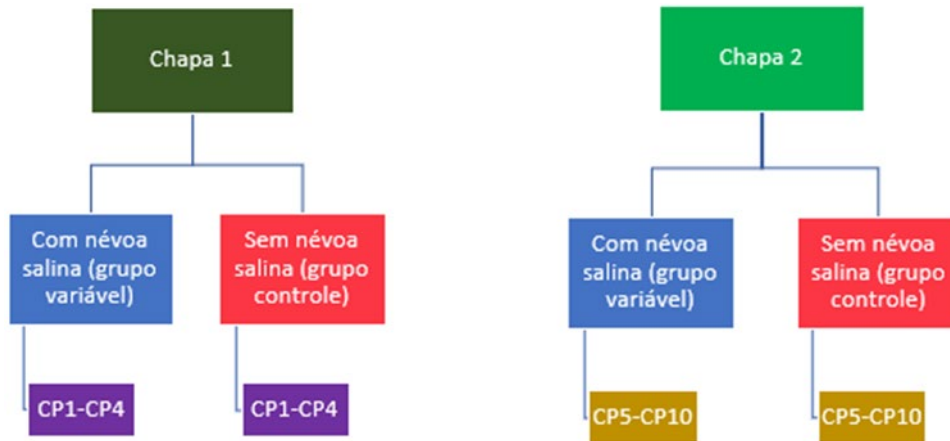 Chapa 1
Chapa 2
Com névoa
salina (grupo
variável)
Sem névoa
salina (grupo
controle)
Com névoa
salina (grupo
variável)
Sem névoa
salina (grupo
controle)
CP1-CP4
CP1-CP4
CP5-CP10
CP5-CP10